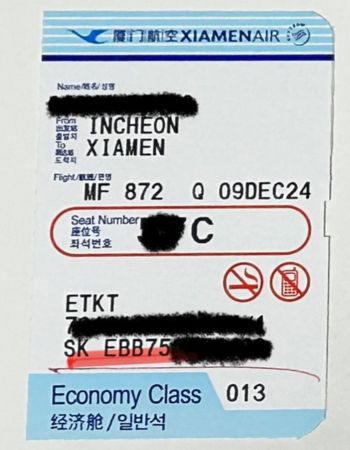 厦门航空 XIAMENAIR
Name/姓名/성명
From
出发站
출발지
INCHEON
To
到达站
도착지
XIAMEN
Flight/航班/편명
MF 872 Q 09DEC24
Seat Number
座位号
좌석번호
C
ETKT
SK EBB75
Economy Class 013
经济舱/일반석